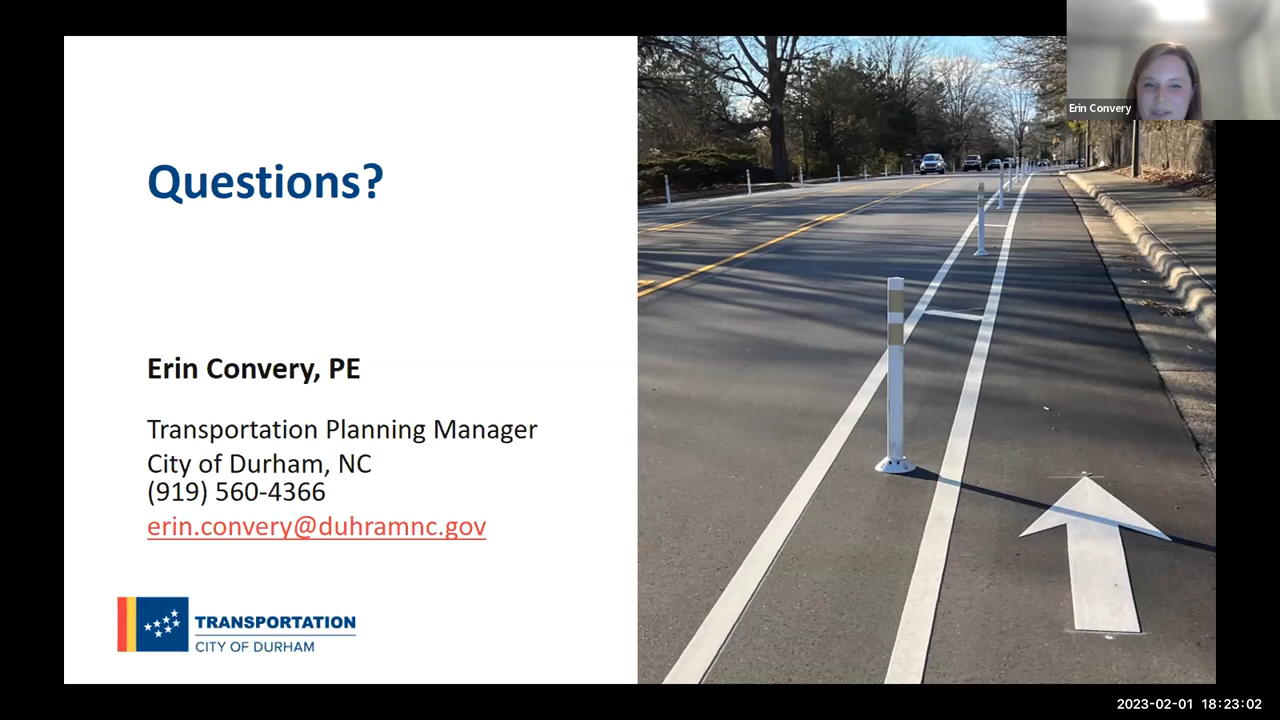 Erin Convery
Questions?
Erin Convery, PE
Transportation Planning Manager
City of Durham, NC
(919) 560-4366
erin.convery@duhramnc.gov
TRANSPORTATION
CITY OF DURHAM
2023-02-01 18:23:02